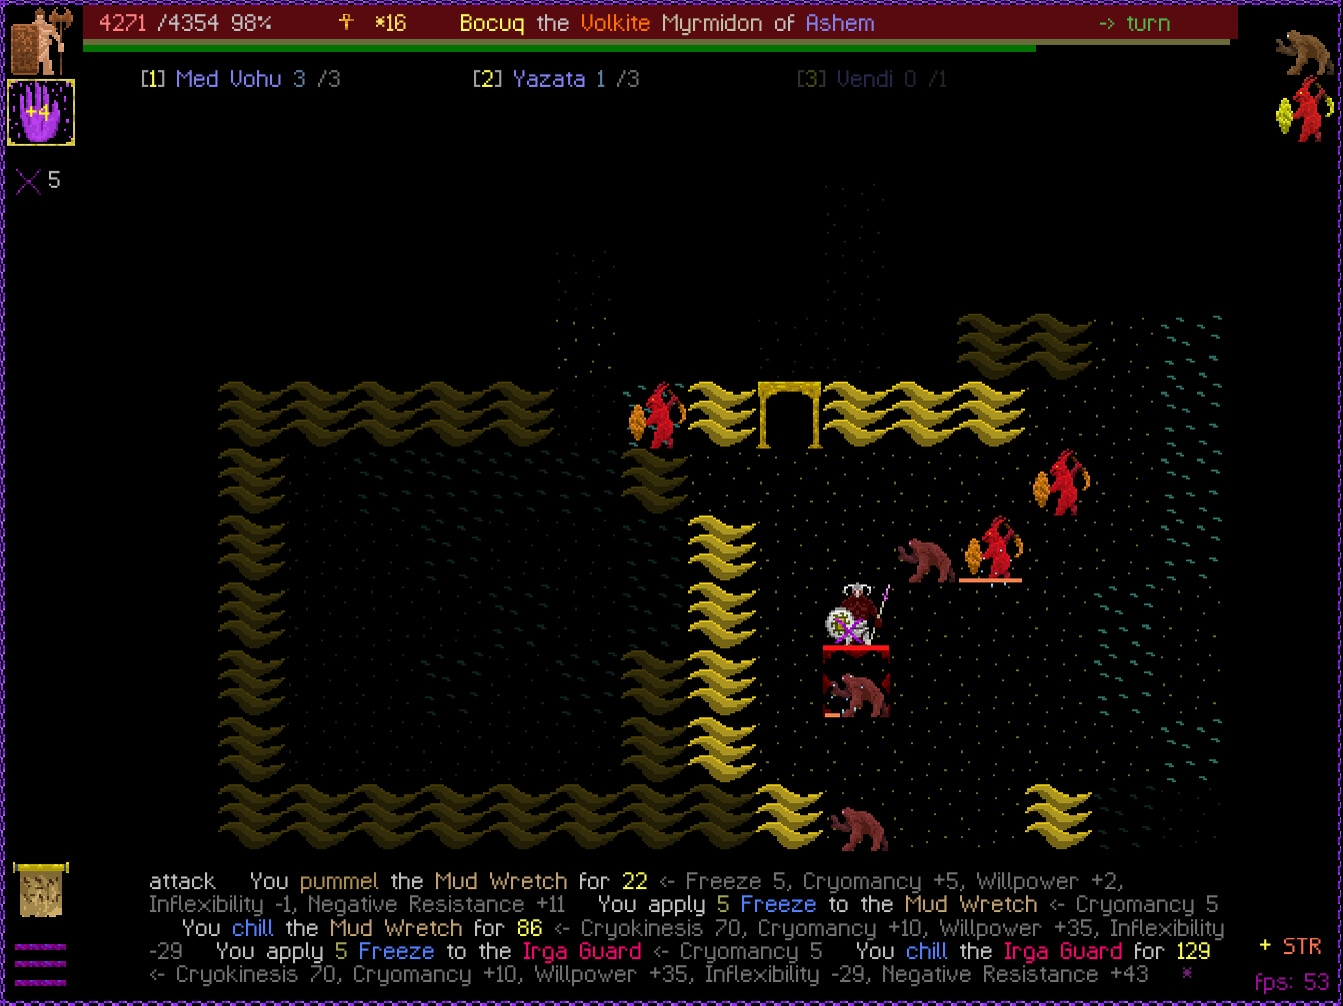 4271 /4354 98% ☥ *16 Bocuq the Volkite Myrmidon of Ashem -> turn
[1] Med Vohu 3 /3 [2] Yazata 1 /3 [3] Vendi 0 /1
+4
5
attack You pummel the Mud Wretch for 22 <- Freeze 5, Cryomancy +5, Willpower +2,
Inflexibility -1, Negative Resistance +11 You apply 5 Freeze to the Mud Wretch <- Cryomancy 5
You chill the Mud Wretch for 86 <- Cryokinesis 70, Cryomancy +10, Willpower +35, Inflexibility
-29 You apply 5 Freeze to the Irga Guard <- Cryomancy 5 You chill the Irga Guard for 129
<- Cryokinesis 70, Cryomancy +10, Willpower +35, Inflexibility -29, Negative Resistance +43 *
+ STR
fps: 53